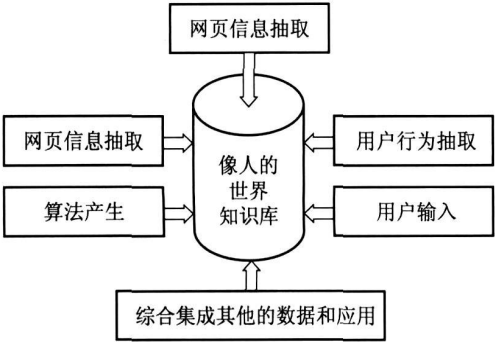 网页信息抽取
网页信息抽取
用户行为抽取
像人的
世界
知识库
算法产生
用户输入
综合集成其他的数据和应用